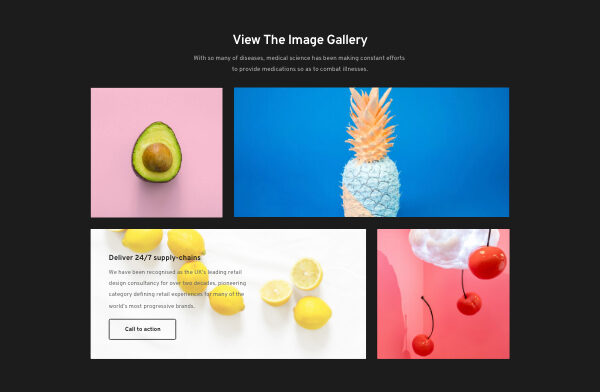 View The Image Gallery
With so many of diseases, medical science has been making constant efforts
to provide medications so as to combat illnesses.
Deliver 24/7 supply-chains
We have been recognised as the UK's leading retail
design consultancy for over two decades, pioneering
category defining retail experiences for many of the
world's most progressive brands.
Call to action